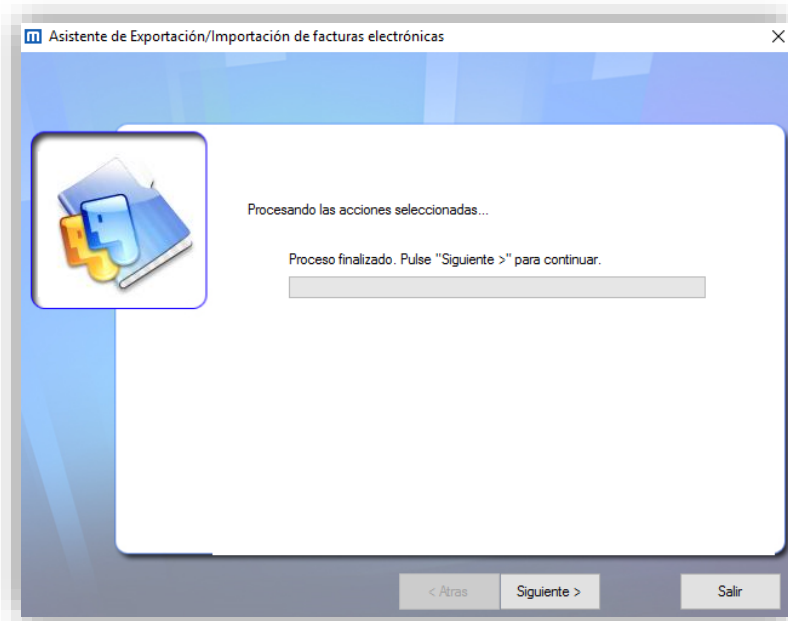 m Asistente de Exportación/Importación de facturas electrónicas
Procesando las acciones seleccionadas...
Proceso finalizado. Pulse "Siguiente >" para continuar.
< Atras Siguiente > Salir